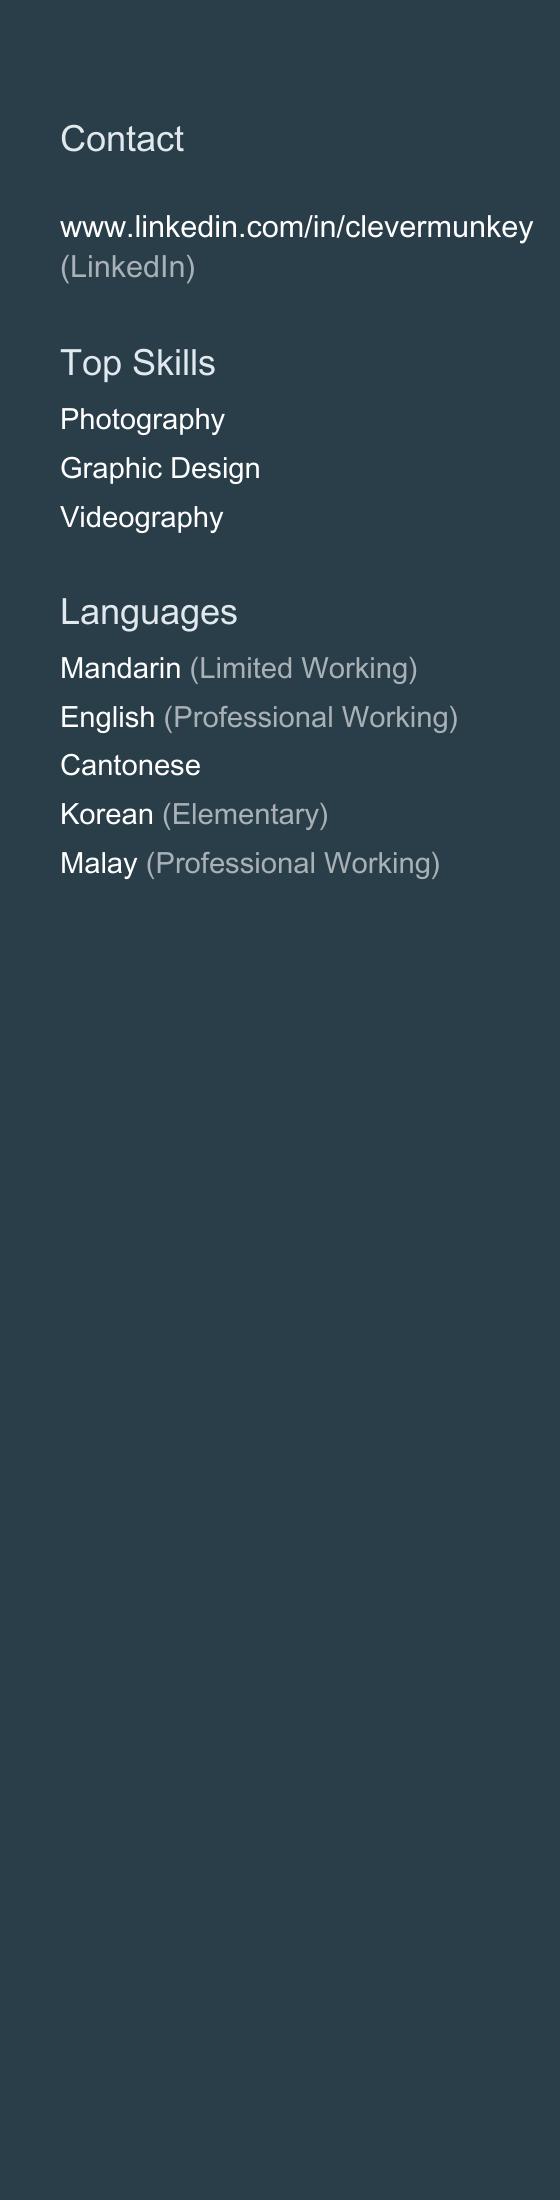 Contact
www.linkedin.com/in/clevermunkey
(LinkedIn)
Top Skills
Photography
Graphic Design
Videography
Languages
Mandarin (Limited Working)
English (Professional Working)
Cantonese
Korean (Elementary)
Malay (Professional Working)